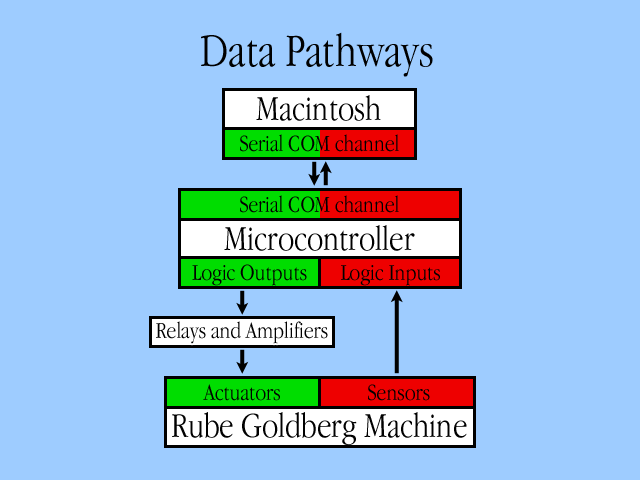 Data Pathways
Macintosh
Serial COM channel
Serial COM channel
Microcontroller
Logic Outputs Logic Inputs
Relays and Amplifiers
Actuators Sensors
Rube Goldberg Machine